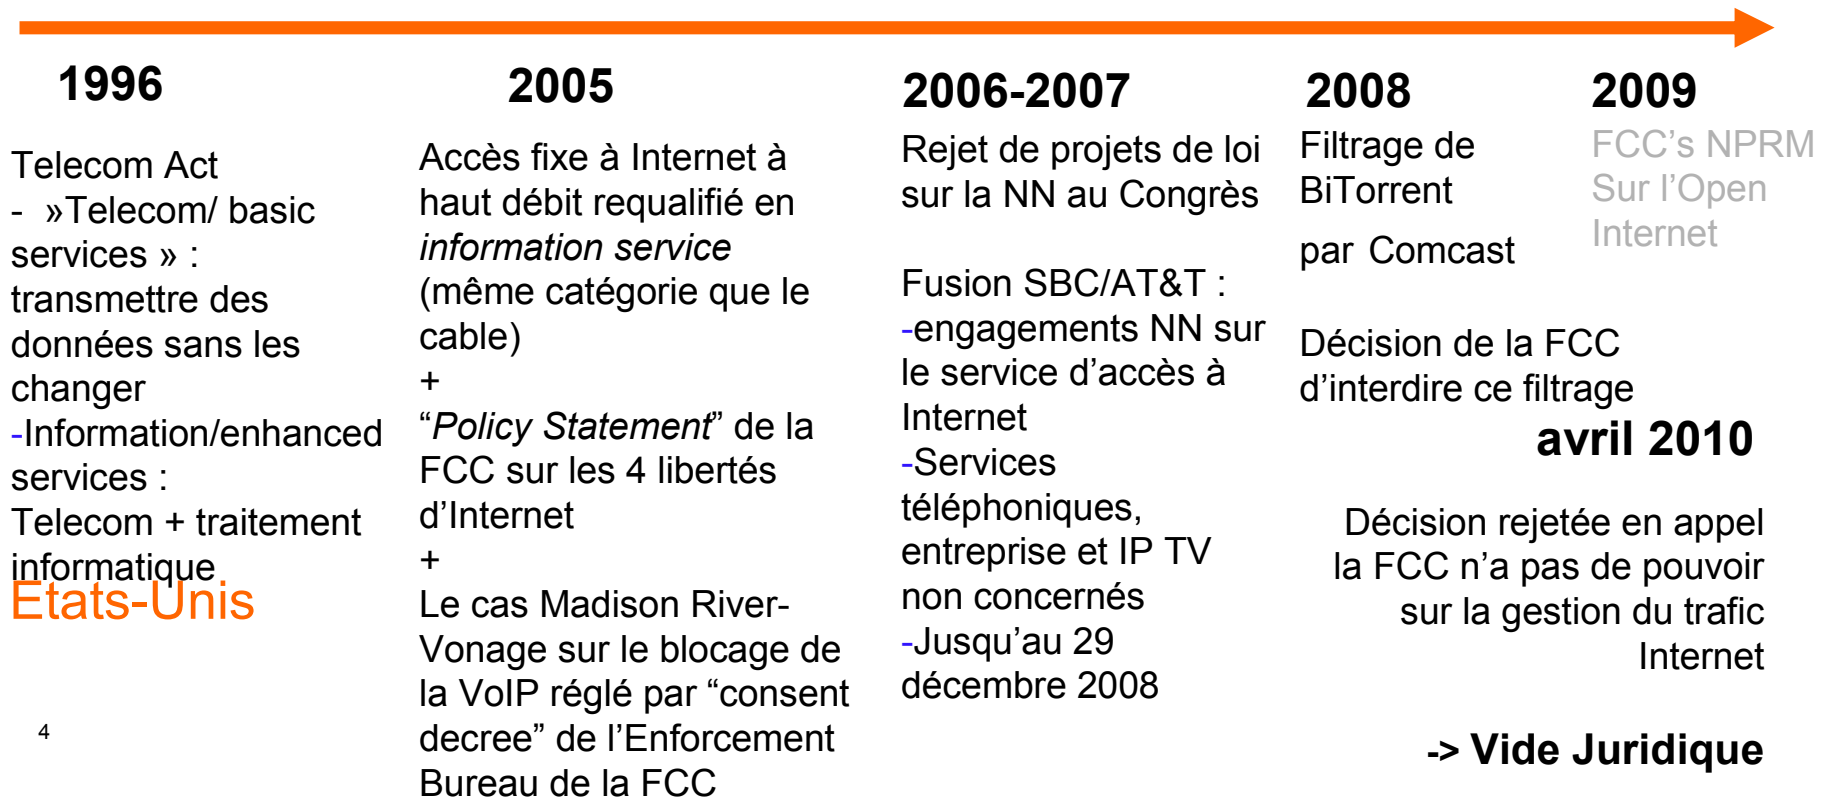 1996
Telecom Act
- »Telecom/ basic
services » :
transmettre des
données sans les
changer
-Information/enhanced
services :
Telecom + traitement
informatique
Etats-Unis
4
2005
Accès fixe à Internet à
haut débit requalifié en
information service
(même catégorie que le
cable)
+
“Policy Statement” de la
FCC sur les 4 libertés
d’Internet
+
Le cas Madison River-
Vonage sur le blocage de
la VoIP réglé par “consent
decree” de l’Enforcement
Bureau de la FCC
2006-2007
Rejet de projets de loi
sur la NN au Congrès
Fusion SBC/AT&T :
-engagements NN sur
le service d’accès à
Internet
-Services
téléphoniques,
entreprise et IP TV
non concernés
-Jusqu’au 29
décembre 2008
2008
Filtrage de
BiTorrent
par Comcast
Décision de la FCC
d’interdire ce filtrage
2009
FCC’s NPRM
Sur l’Open
Internet
avril 2010
Décision rejetée en appel
la FCC n’a pas de pouvoir
sur la gestion du trafic
Internet
-> Vide Juridique